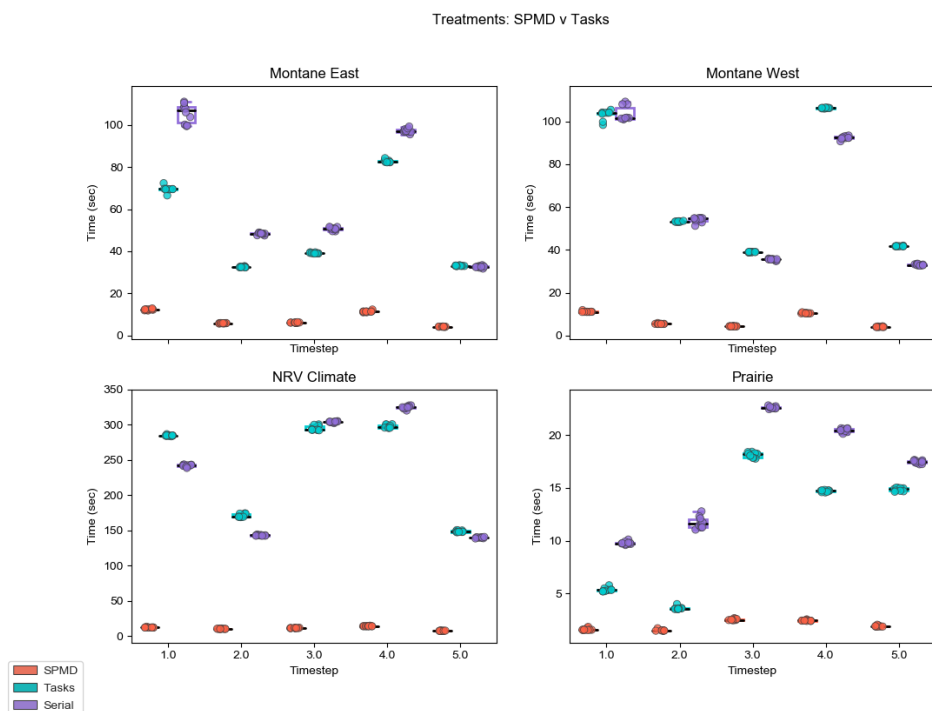 Treatments: SPMD v Tasks
Montane East
Montane West
100
80
60
40
20
0
Time (sec)
Timestep
100
80
60
40
20
0
Time (sec)
Timestep
NRV Climate
Prairie
350
300
250
200
150
100
50
0
Time (sec)
1.0 2.0 3.0 4.0 5.0
Timestep
20
15
10
5
Time (sec)
1.0 2.0 3.0 4.0 5.0
Timestep
SPMD
Tasks
Serial